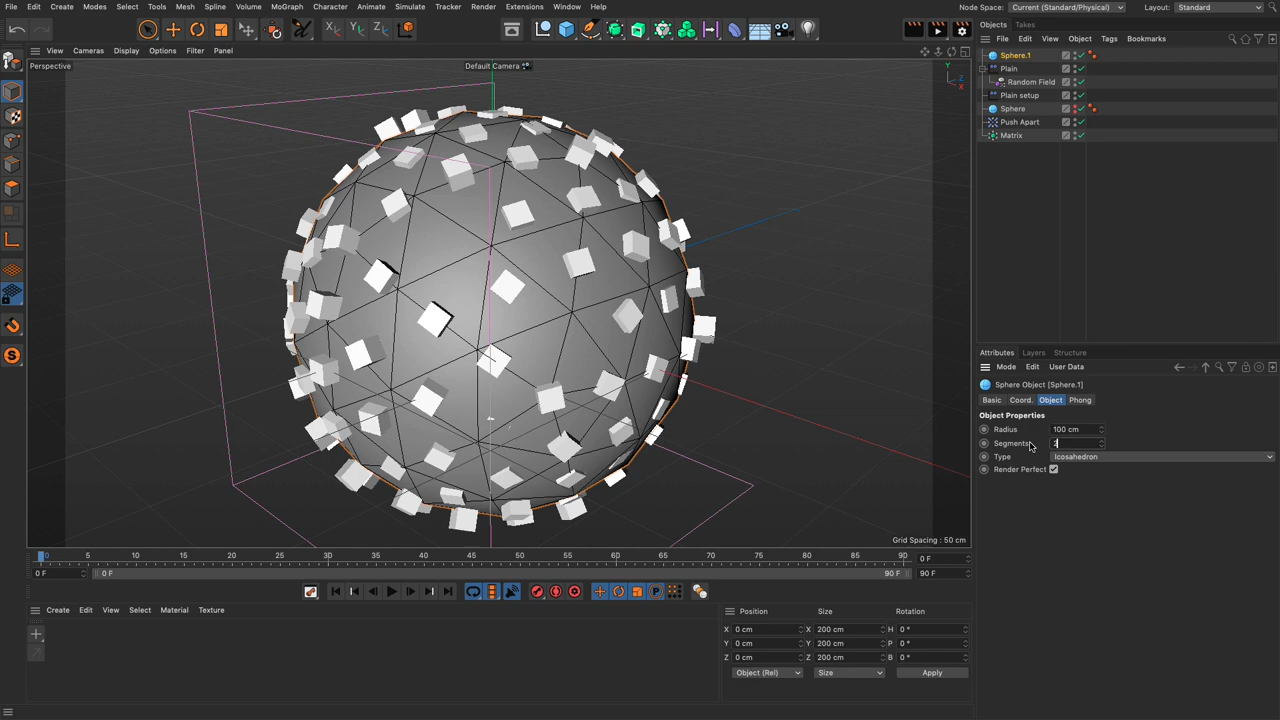 File Edit Create Modes Select Tools Mesh Spline Volume MoGraph Character Animate Simulate Tracker Render Extensions Window Help Node Space: Current (Standard/Physical) Layout: Standard
Objects Takes
File Edit View Object Tags Bookmarks
View Cameras Display Options Filter Panel
Perspective Default Camera
Sphere.1
Plain
Random Field
Plain setup
Sphere
Push Apart
Matrix
Y Z X
Attributes Layers Structure
Mode Edit User Data
Sphere Object [Sphere.1]
Basic Coord. Object Phong
Object Properties
Radius 100 cm
Segments 2
Type Icosahedron
Render Perfect
Grid Spacing : 50 cm
0 5 10 15 20 25 30 35 40 45 50 55 60 65 70 75 80 85 90 0 F
0 F 0 F 90 F 90 F
Create Edit View Select Material Texture
Position Size Rotation
X 0 cm X 200 cm H 0 °
Y 0 cm Y 200 cm P 0 °
Z 0 cm Z 200 cm B 0 °
Object (Rel) Size Apply